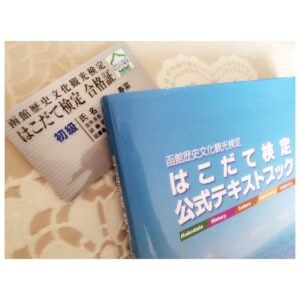 函館歴史文化観光検定
はこだて検定 合格証
初級
氏名
函館歴史文化観光検定
はこだて検定
公式テキストブック
Hakodate
History
Culture